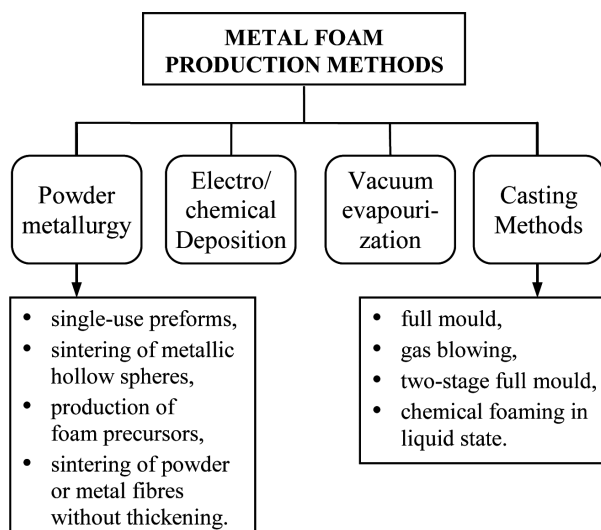 METAL FOAM
PRODUCTION METHODS
Powder
metallurgy
Electro/
chemical
Deposition
Vacuum
evapouri-
zation
Casting
Methods
• single-use preforms,
• sintering of metallic
hollow spheres,
• production of
foam precursors,
• sintering of powder
or metal fibres
without thickening.
• full mould,
• gas blowing,
• two-stage full mould,
• chemical foaming in
liquid state.